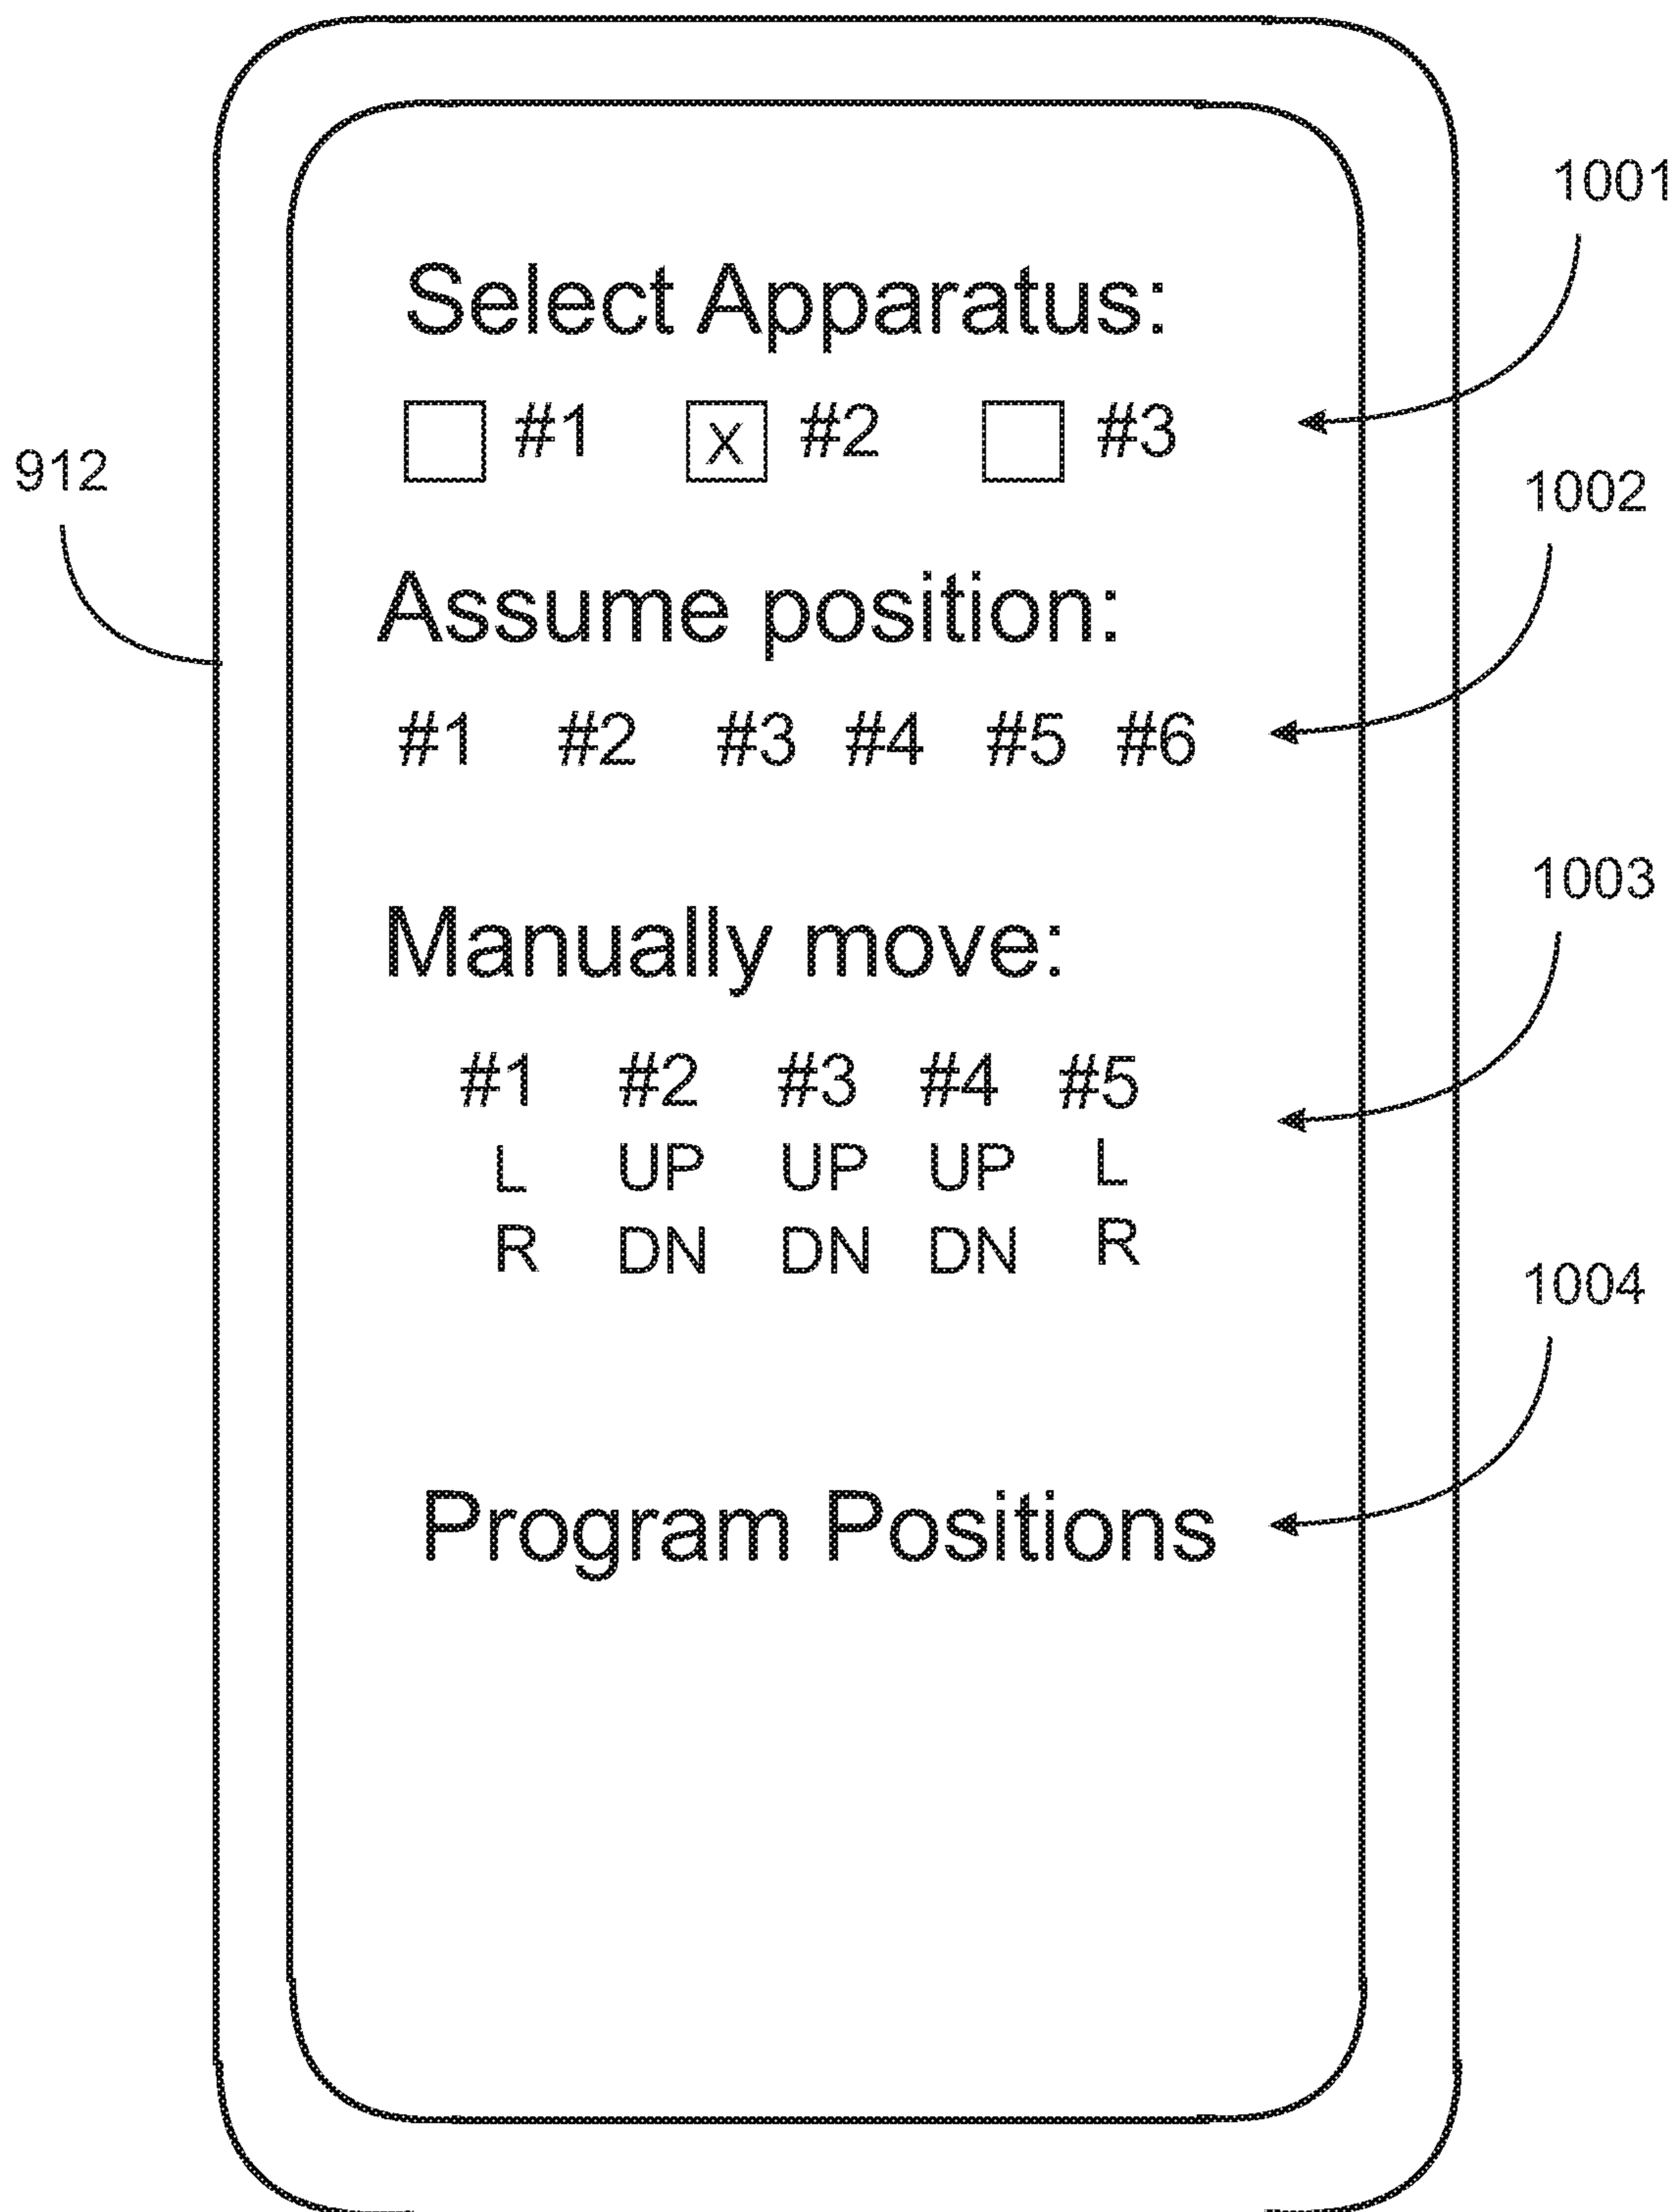 1001
Select Apparatus:
#1 X #2 #3
912
1002
Assume position:
#1 #2 #3 #4 #5 #6
1003
Manually move:
#1 #2 #3 #4 #5
L UP UP UP L
R DN DN DN R
1004
Program Positions